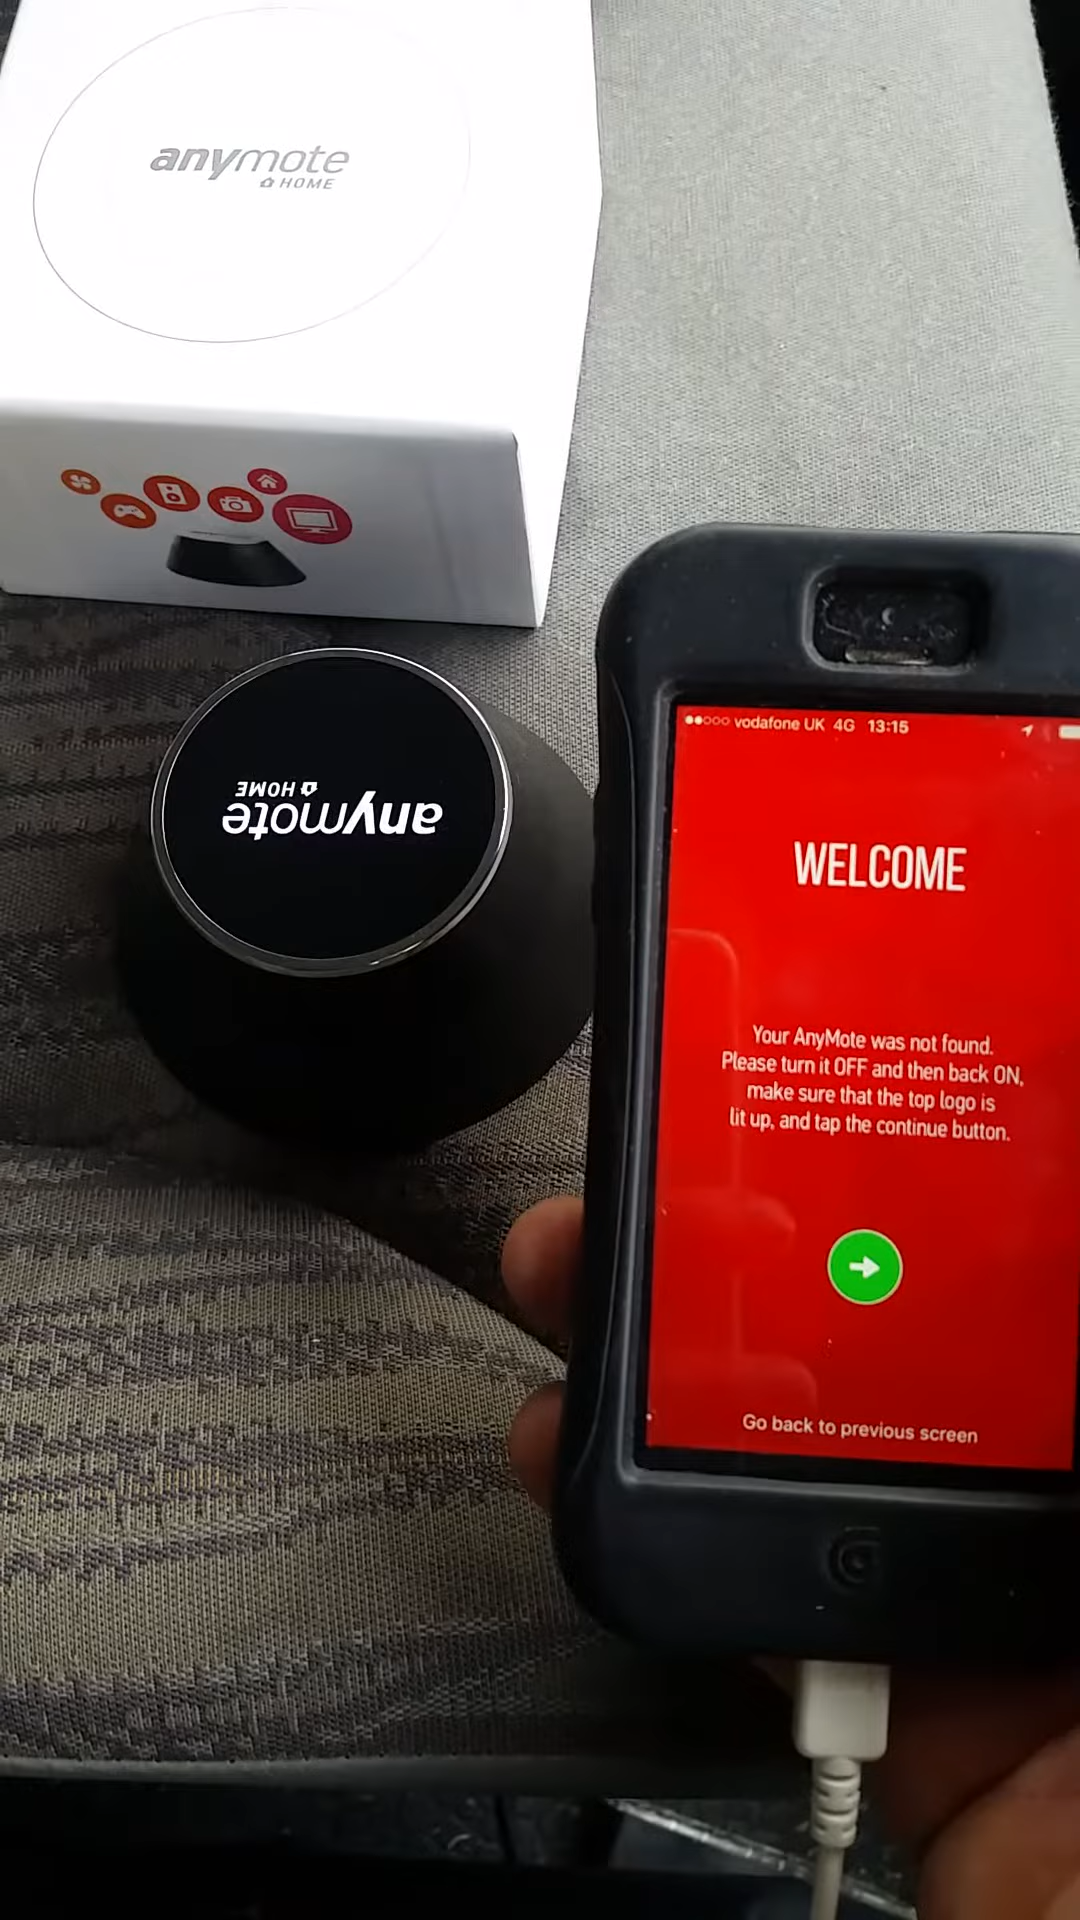 anymote
HOME
anymote
HOME
vodafone UK 4G 13:15
WELCOME
Your AnyMote was not found.
Please turn it OFF and then back ON,
make sure that the top logo is
lit up, and tap the continue button.
Go back to previous screen